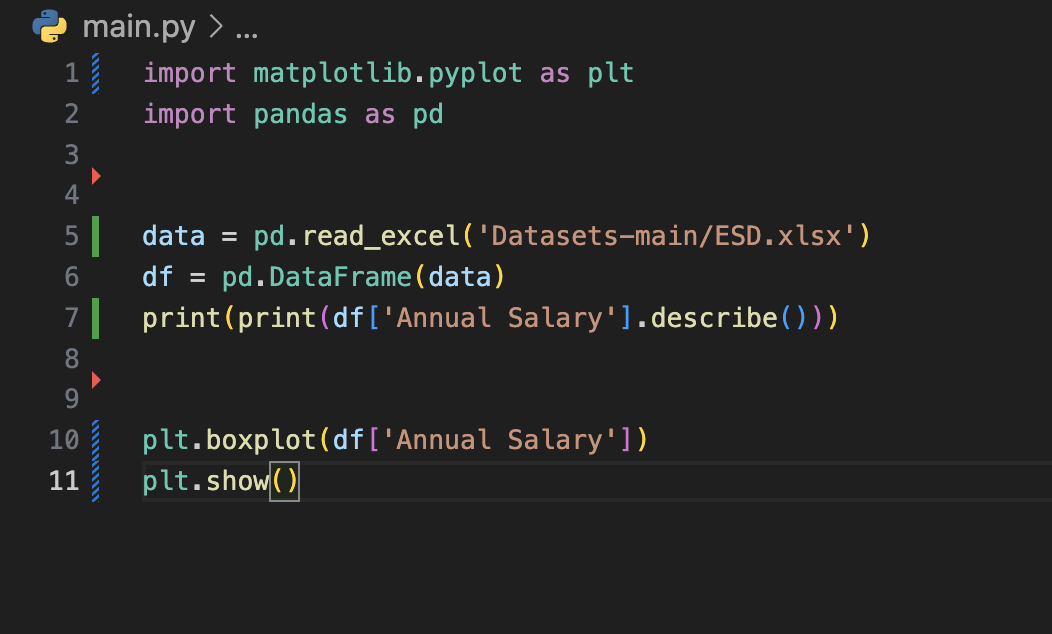 main.py > ...
1 import matplotlib.pyplot as plt
2 import pandas as pd
3
4
5 data = pd.read_excel('Datasets-main/ESD.xlsx')
6 df = pd.DataFrame(data)
7 print(print(df['Annual Salary'].describe()))
8
9
10 plt.boxplot(df['Annual Salary'])
11 plt.show()